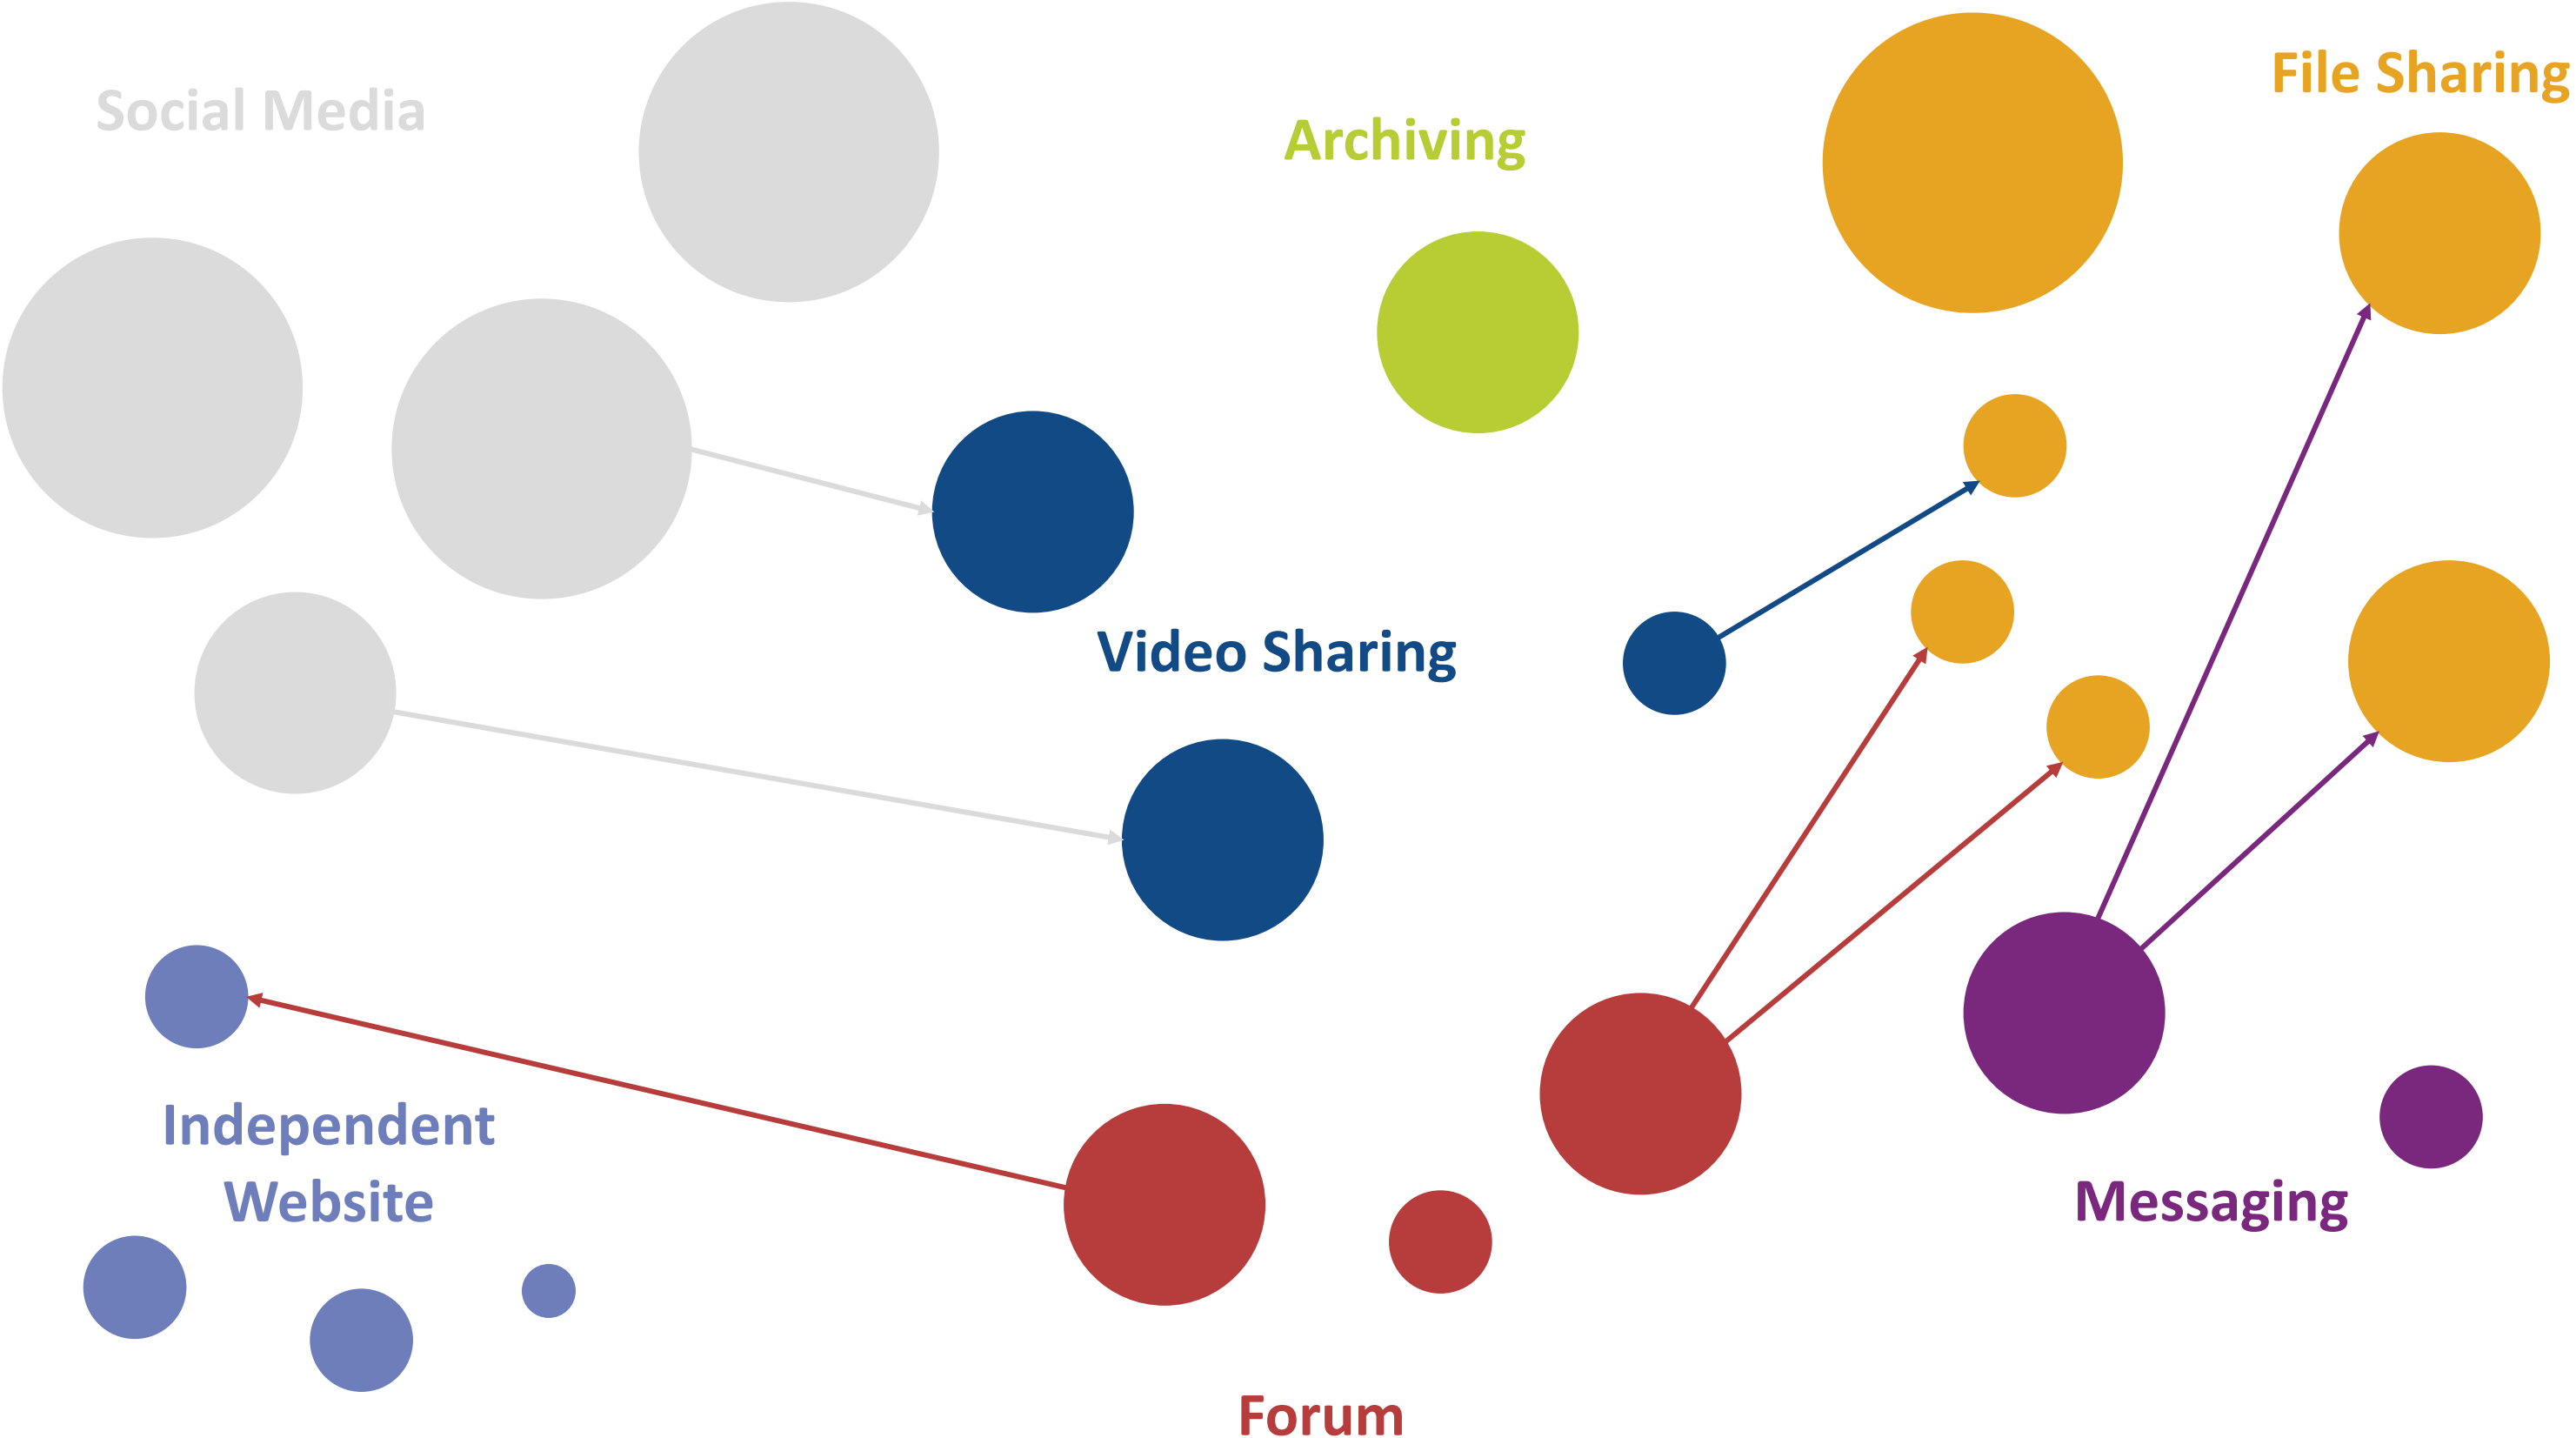 Social Media
Archiving
File Sharing
Video Sharing
Independent
Website
Messaging
Forum